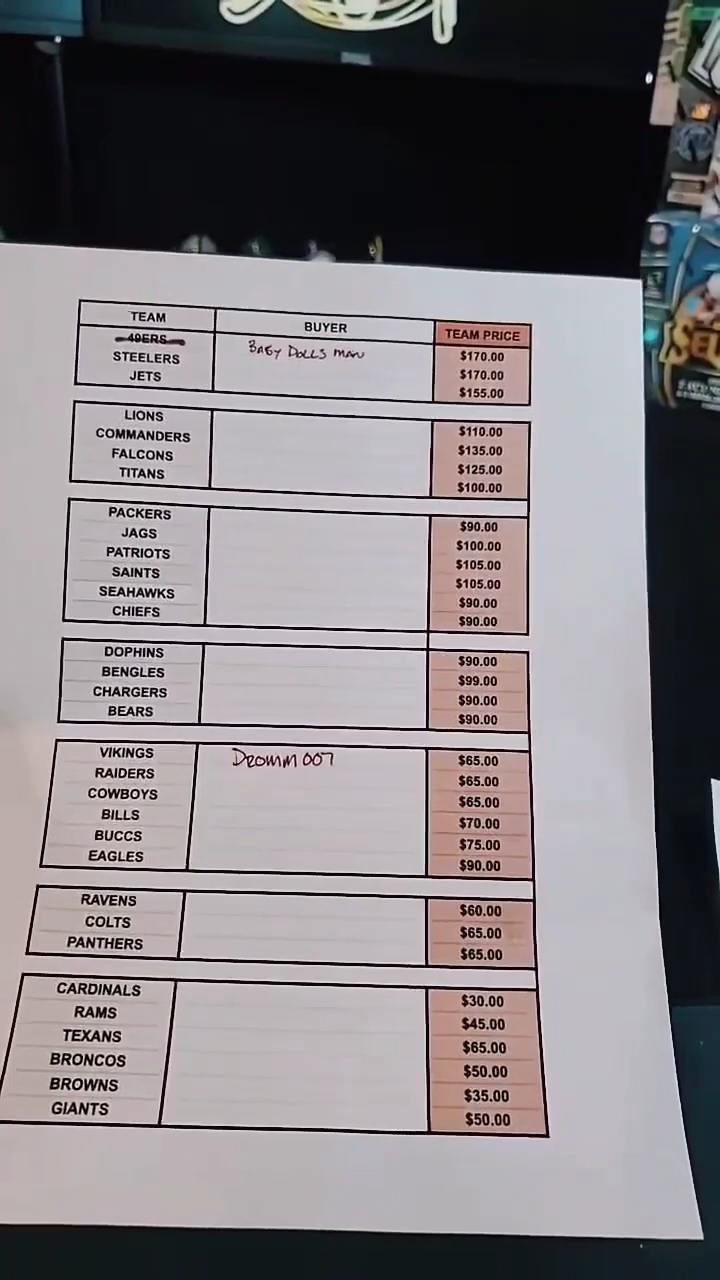 TEAM BUYER TEAM PRICE
49ERS BABY DOLLS MAN $170.00
STEELERS $170.00
JETS $155.00
LIONS $110.00
COMMANDERS $135.00
FALCONS $125.00
TITANS $100.00
PACKERS $90.00
JAGS $100.00
PATRIOTS $105.00
SAINTS $105.00
SEAHAWKS $90.00
CHIEFS $90.00
DOPHINS $90.00
BENGLES $99.00
CHARGERS $90.00
BEARS $90.00
VIKINGS Dromm007 $65.00
RAIDERS $65.00
COWBOYS $65.00
BILLS $70.00
BUCCS $75.00
EAGLES $90.00
RAVENS $60.00
COLTS $65.00
PANTHERS $65.00
CARDINALS $30.00
RAMS $45.00
TEXANS $65.00
BRONCOS $50.00
BROWNS $35.00
GIANTS $50.00